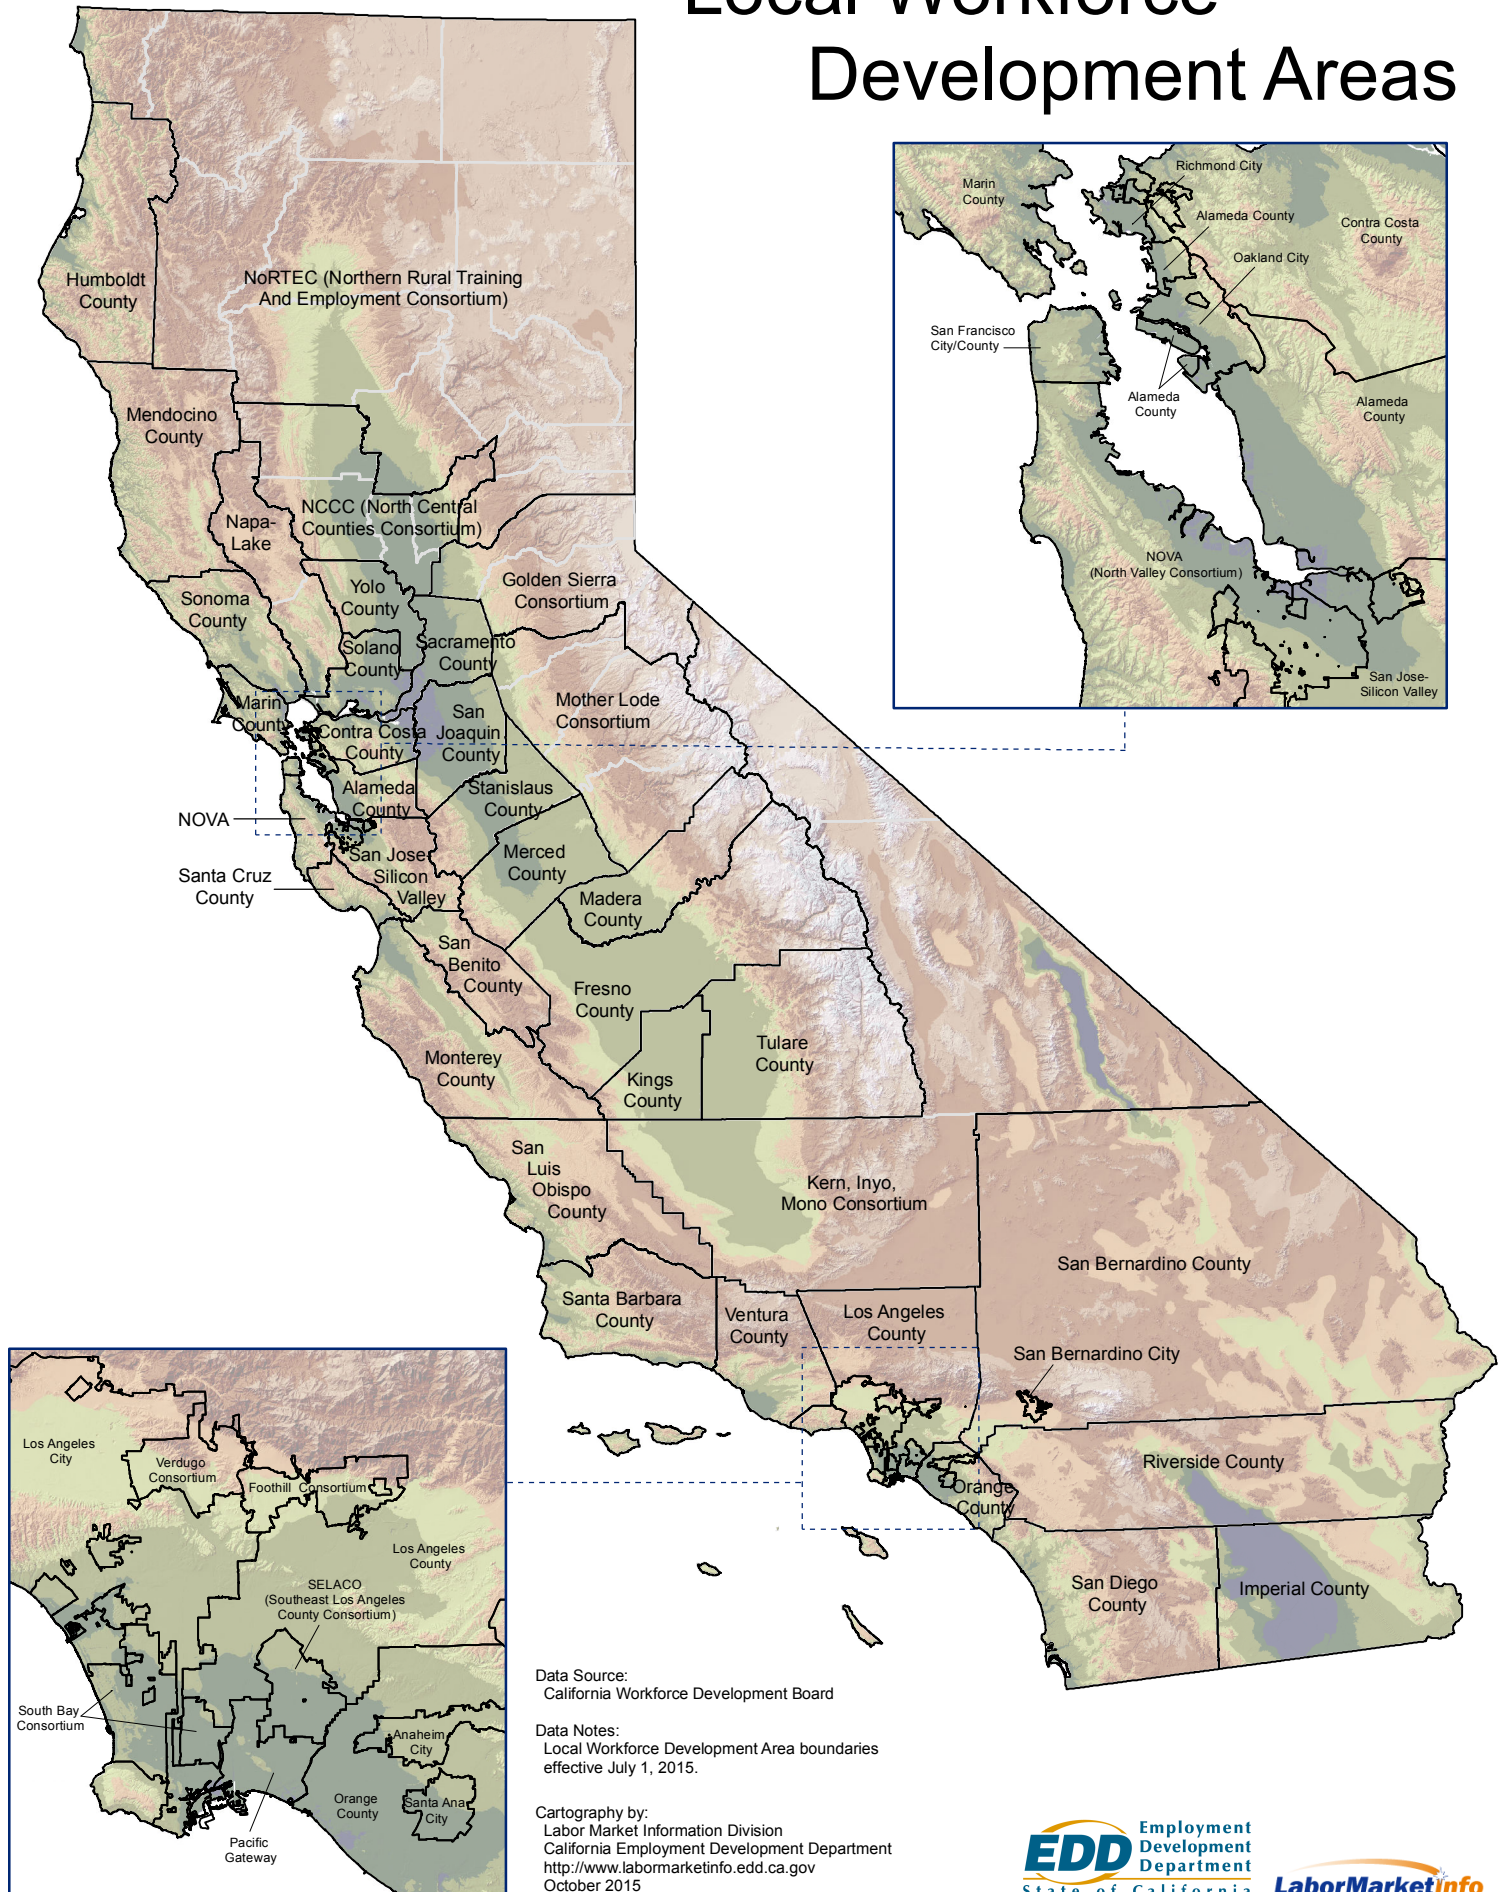 Local Workforce
Development Areas
Richmond City
Marin
County
Alameda County
Contra Costa
County
Oakland City
San Francisco
City/County
Alameda
County
Alameda
County
NOVA
(North Valley Consortium)
San Jose-
Silicon Valley
Humboldt
County
NoRTEC (Northern Rural Training
And Employment Consortium)
Mendocino
County
Napa-
Lake
NCCC (North Central
Counties Consortium)
Golden Sierra
Consortium
Yolo
County
Sonoma
County
Solano
County
Sacramento
County
Marin
County
Mother Lode
Consortium
San
Joaquin
County
Contra Costa
County
Alameda
County
Stanislaus
County
NOVA
San Jose-
Silicon
Valley
Merced
County
Santa Cruz
County
Madera
County
San
Benito
County
Fresno
County
Tulare
County
Monterey
County
Kings
County
San
Luis
Obispo
County
Kern, Inyo,
Mono Consortium
San Bernardino County
Santa Barbara
County
Ventura
County
Los Angeles
County
San Bernardino City
Riverside County
Orange
County
San Diego
County
Imperial County
Los Angeles
City
Verdugo
Consortium
Foothill Consortium
Los Angeles
County
SELACO
(Southeast Los Angeles
County Consortium)
South Bay
Consortium
Anaheim
City
Orange
County
Santa Ana
City
Pacific
Gateway
Data Source:
California Workforce Development Board
Data Notes:
Local Workforce Development Area boundaries
effective July 1, 2015.
Cartography by:
Labor Market Information Division
California Employment Development Department
http://www.labormarketinfo.edd.ca.gov
October 2015
EDD
Employment
Development
Department
State of California
LaborMarketinfo